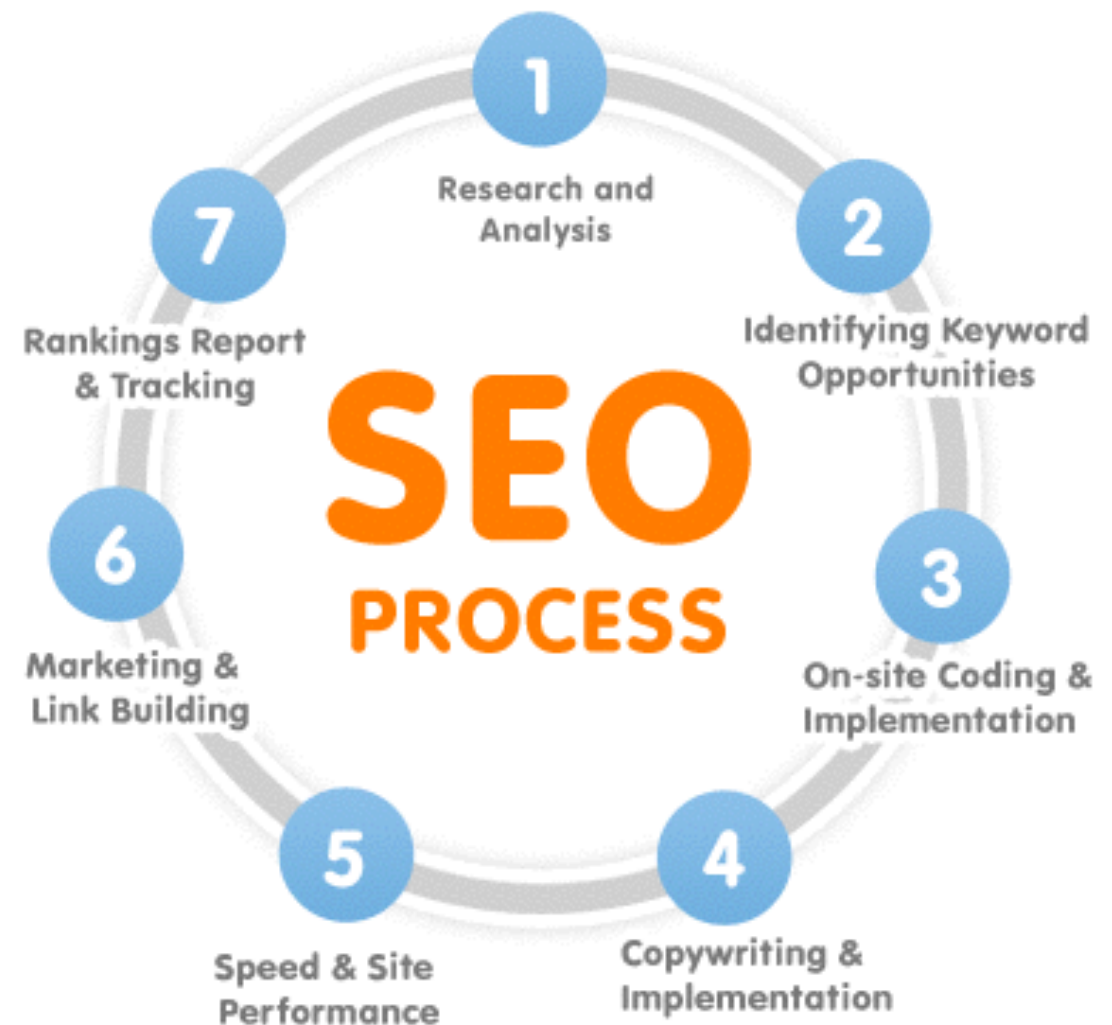 1
Research and
Analysis
2
Identifying Keyword
Opportunities
3
On-site Coding &
Implementation
4
Copywriting &
Implementation
5
Speed & Site
Performance
6
Marketing &
Link Building
7
Rankings Report
& Tracking
SEO
PROCESS